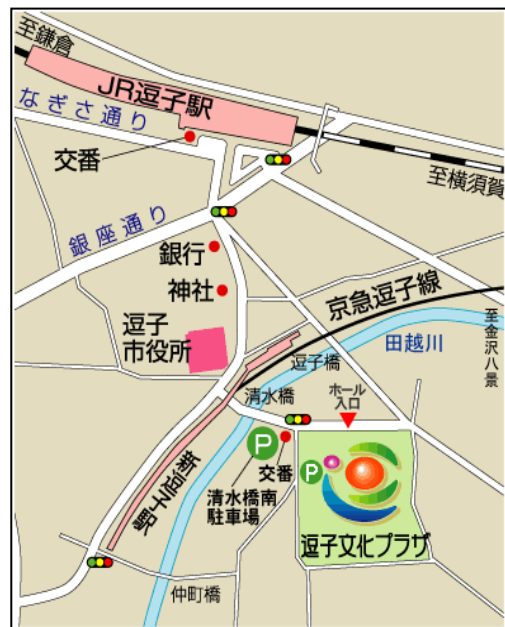 至鎌倉
JR逗子駅
なぎさ通り
交番
至横須賀
銀座通り
銀行
神社
京急逗子線
逗子
市役所
至金沢八景
田越川
逗子橋
清水橋
ホール
入口
P
交番
P
清水橋南
駐車場
新逗子駅
逗子文化プラザ
仲町橋